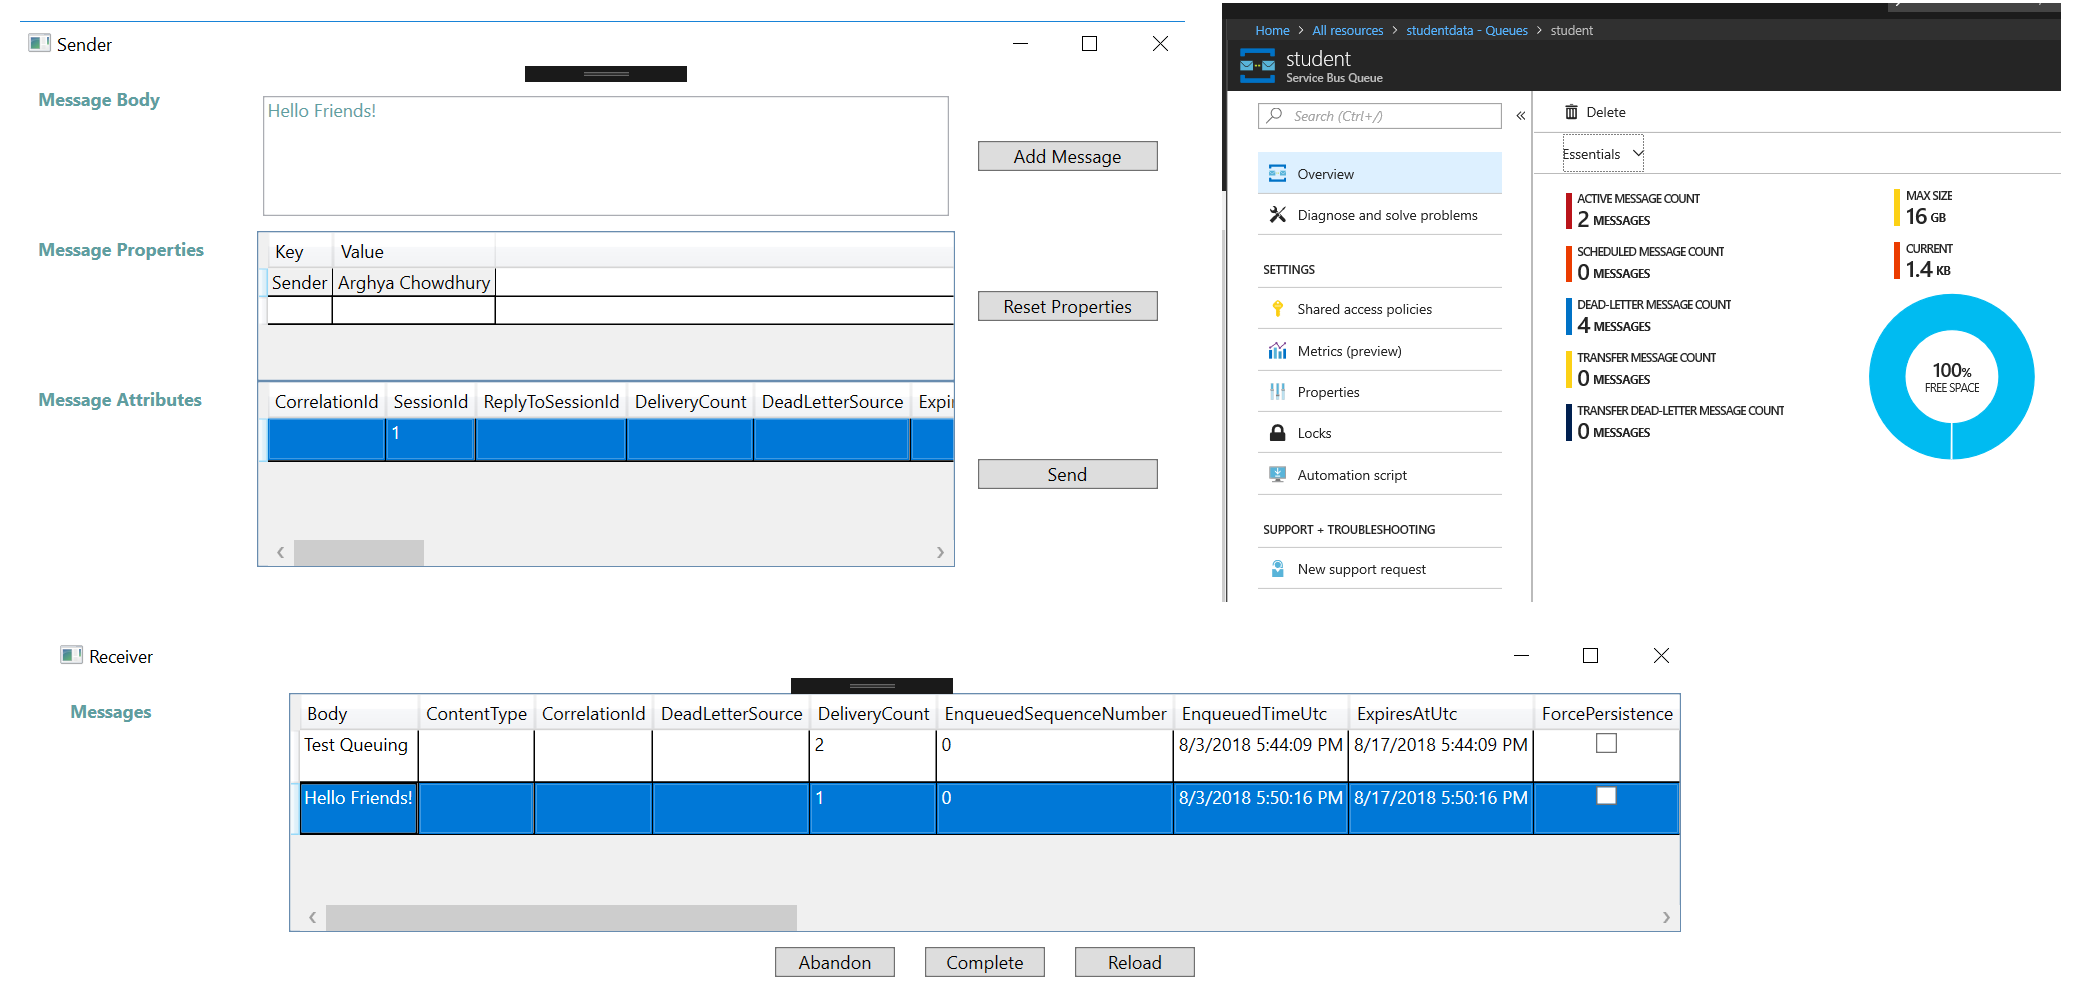 Sender
Message Body
Hello Friends!
Add Message
Message Properties
Key Value
Sender Arghya Chowdhury
Reset Properties
Message Attributes
CorrelationId SessionId ReplyToSessionId DeliveryCount DeadLetterSource Expir
1
Send
Home > All resources > studentdata - Queues > student
student
Service Bus Queue
Search (Ctrl+/)
Overview
Diagnose and solve problems
SETTINGS
Shared access policies
Metrics (preview)
Properties
Locks
Automation script
SUPPORT + TROUBLESHOOTING
New support request
Delete
Essentials
ACTIVE MESSAGE COUNT
2 MESSAGES
SCHEDULED MESSAGE COUNT
0 MESSAGES
DEAD-LETTER MESSAGE COUNT
4 MESSAGES
TRANSFER MESSAGE COUNT
0 MESSAGES
TRANSFER DEAD-LETTER MESSAGE COUNT
0 MESSAGES
MAX SIZE
16 GB
CURRENT
1.4 KB
100%
FREE SPACE
Receiver
Messages
Body ContentType CorrelationId DeadLetterSource DeliveryCount EnqueuedSequenceNumber EnqueuedTimeUtc ExpiresAtUtc ForcePersistence
Test Queuing 2 0 8/3/2018 5:44:09 PM 8/17/2018 5:44:09 PM
Hello Friends! 1 0 8/3/2018 5:50:16 PM 8/17/2018 5:50:16 PM
Abandon Complete Reload